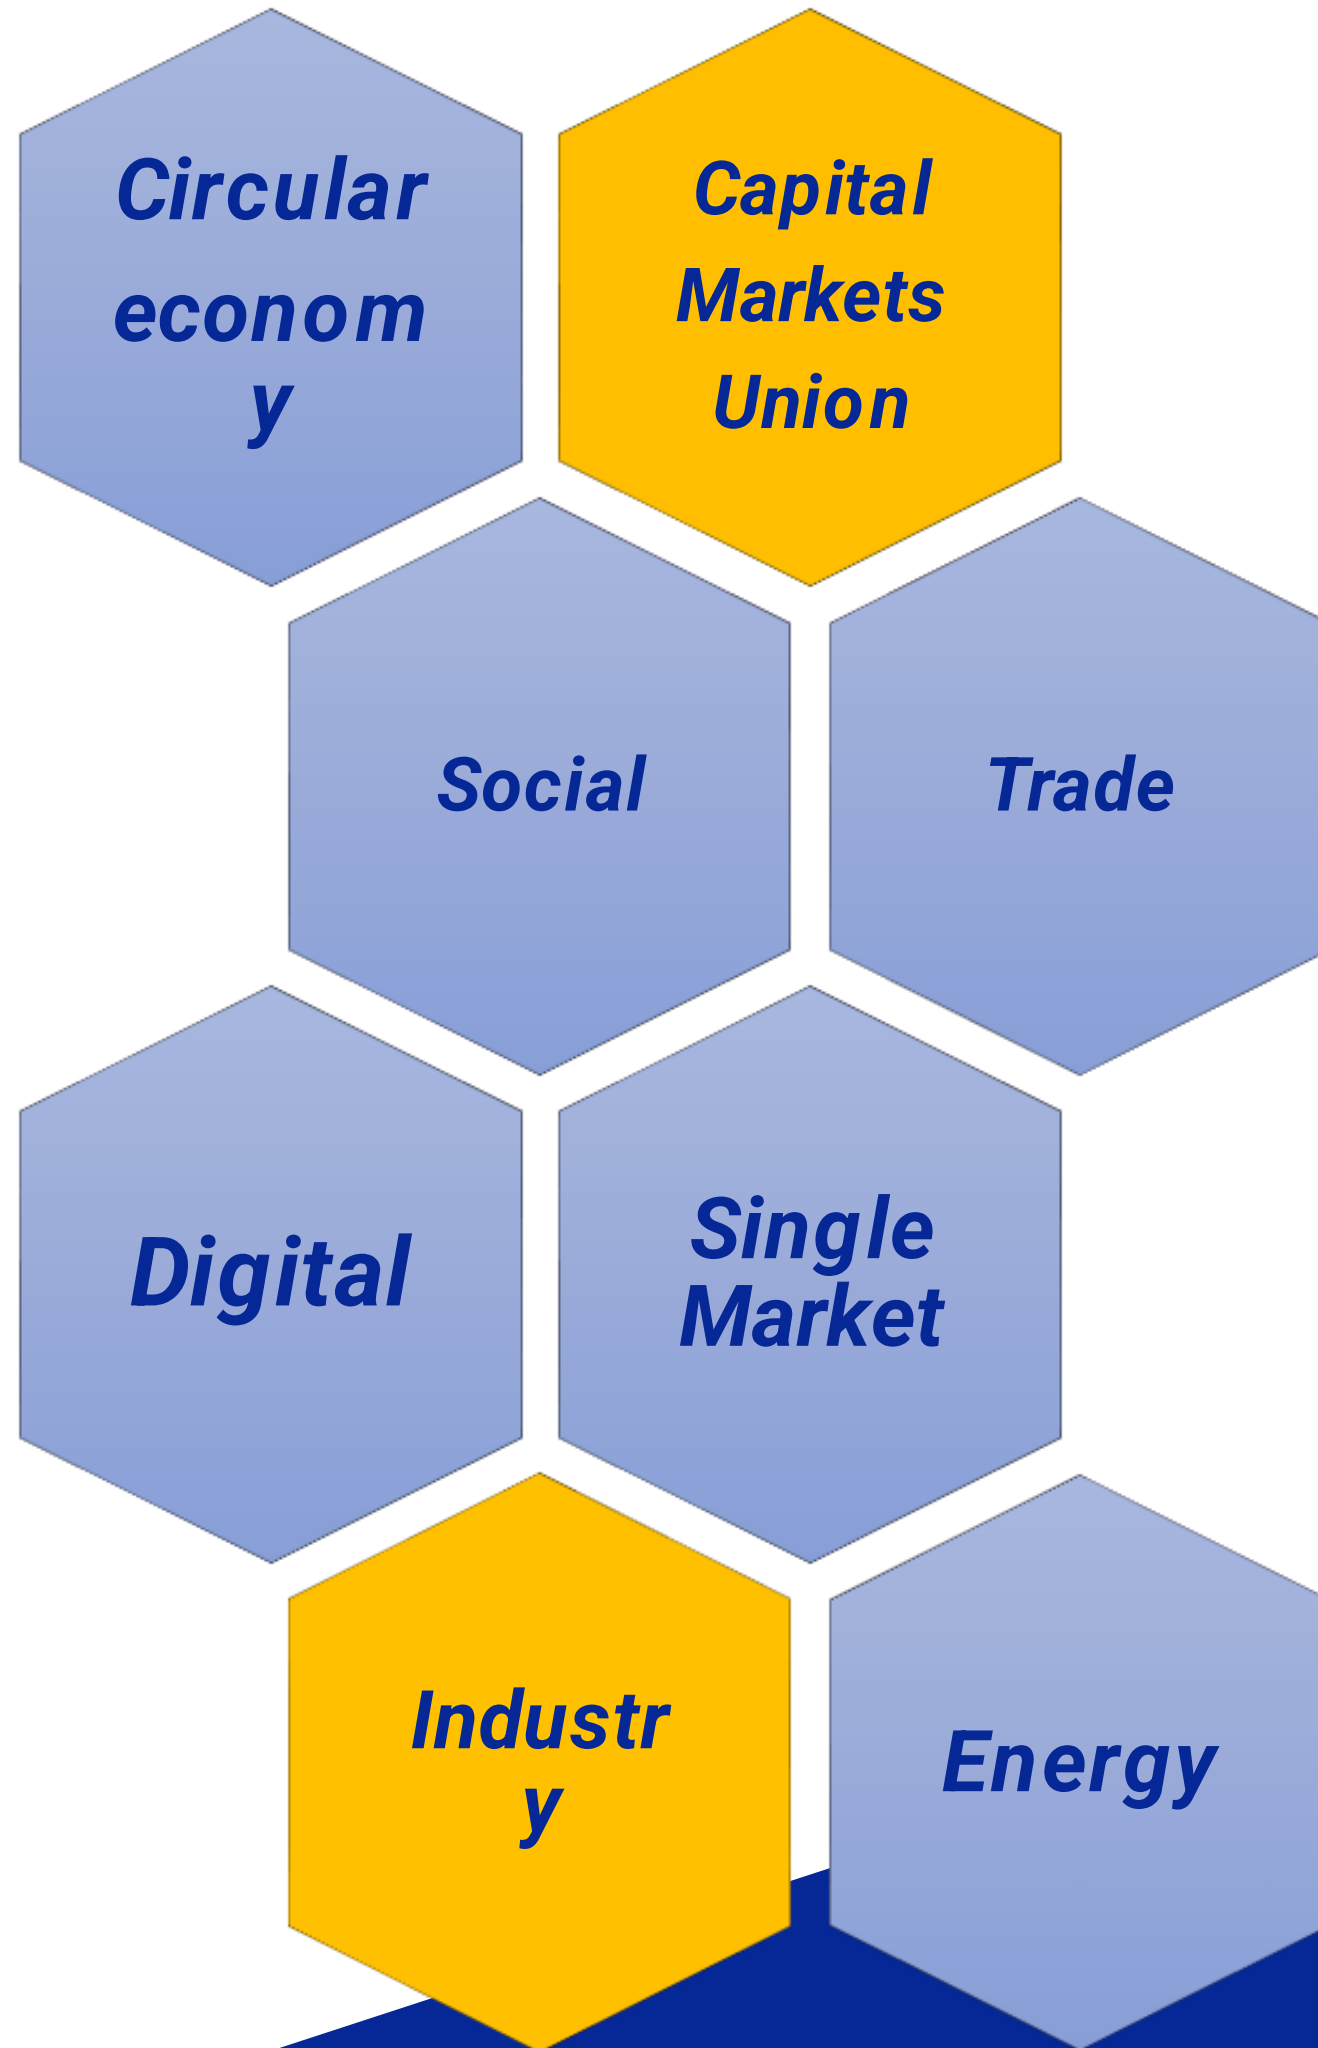 Circular
econom
y
Capital
Markets
Union
Social
Trade
Digital
Single
Market
Industr
y
Energy